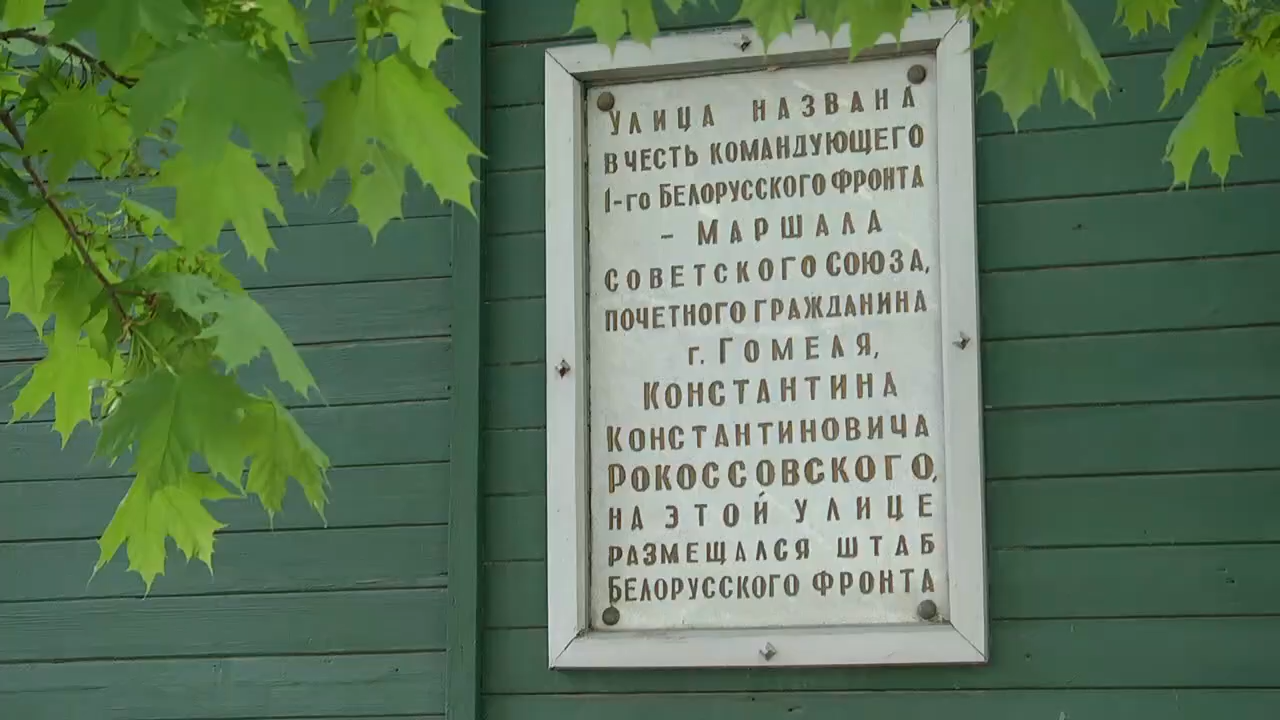 УЛИЦА НАЗВАНА
В ЧЕСТЬ КОМАНДУЮЩЕГО
1-го БЕЛОРУССКОГО ФРОНТА
- МАРШАЛА
СОВЕТСКОГО СОЮЗА,
ПОЧЕТНОГО ГРАЖДАНИНА
г. ГОМЕЛЯ,
КОНСТАНТИНА
КОНСТАНТИНОВИЧА
РОКОССОВСКОГО,
НА ЭТОЙ УЛИЦЕ
РАЗМЕЩАЛСЯ ШТАБ
БЕЛОРУССКОГО ФРОНТА